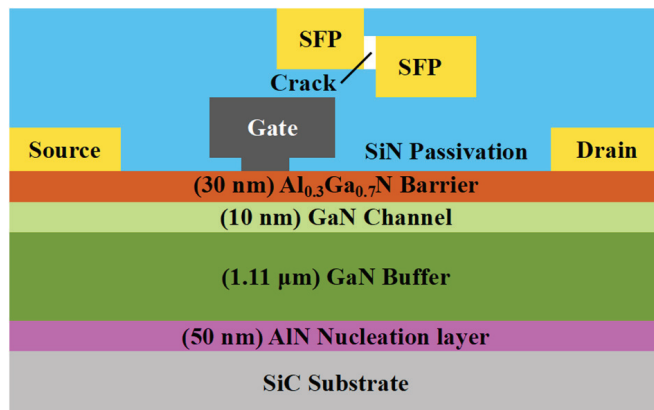 SFP
SFP
Crack
Gate
Source
SiN Passivation
Drain
(30 nm) Al₀.₃Ga₀.₇N Barrier
(10 nm) GaN Channel
(1.11 μm) GaN Buffer
(50 nm) AlN Nucleation layer
SiC Substrate